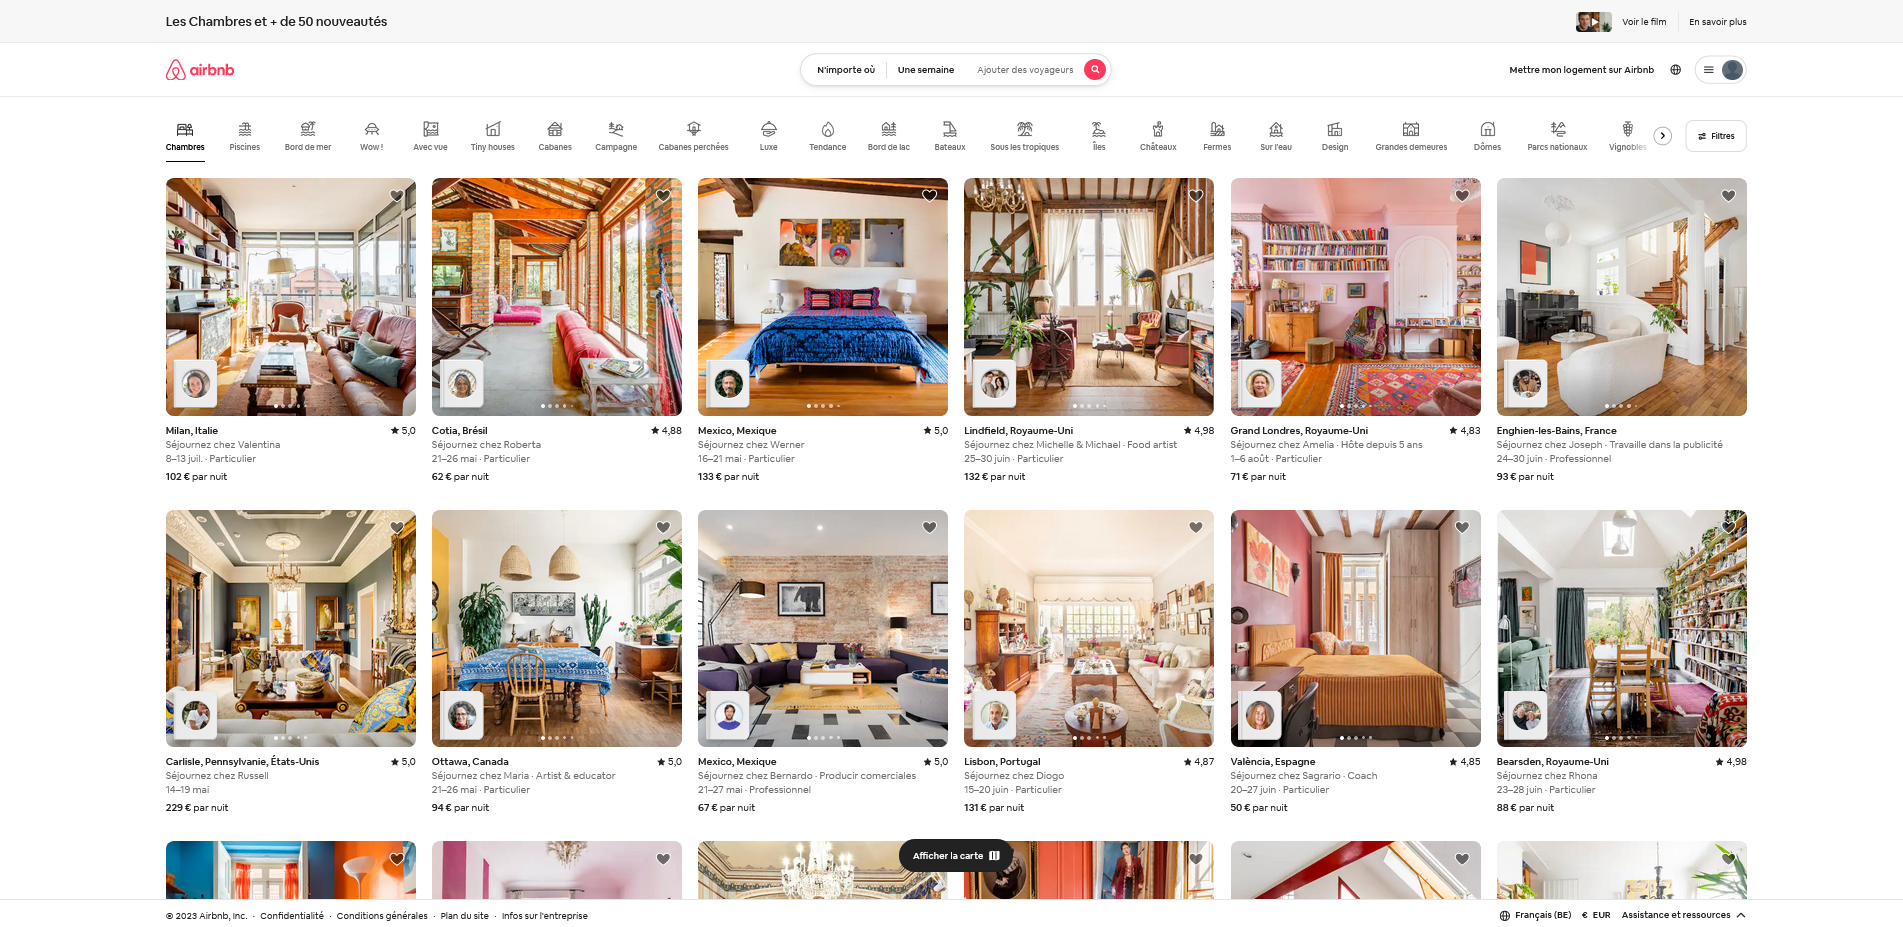 Les Chambres et + de 50 nouveautés
Voir le film
En savoir plus
airbnb
N'importe où
Une semaine
Ajouter des voyageurs
Mettre mon logement sur Airbnb
Chambres
Piscines
Bord de mer
Wow !
Avec vue
Tiny houses
Cabanes
Campagne
Cabanes perchées
Luxe
Tendance
Bord de lac
Bateaux
Sous les tropiques
Îles
Châteaux
Fermes
Sur l'eau
Design
Grandes demeures
Dômes
Parcs nationaux
Vignobles
Filtres
Milan, Italie
5,0
Séjournez chez Valentina
8–13 juil. · Particulier
102 € par nuit
Cotia, Brésil
4,88
Séjournez chez Roberta
21–26 mai · Particulier
62 € par nuit
Mexico, Mexique
5,0
Séjournez chez Werner
16–21 mai · Particulier
133 € par nuit
Lindfield, Royaume-Uni
4,98
Séjournez chez Michelle & Michael · Food artist
25–30 juin · Particulier
132 € par nuit
Grand Londres, Royaume-Uni
4,83
Séjournez chez Amelia · Hôte depuis 5 ans
1–6 août · Particulier
71 € par nuit
Enghien-les-Bains, France
Séjournez chez Joseph · Travaille dans la publicité
24–30 juin · Professionnel
93 € par nuit
Carlisle, Pennsylvanie, États-Unis
5,0
Séjournez chez Russell
14–19 mai
229 € par nuit
Ottawa, Canada
5,0
Séjournez chez Maria · Artist & educator
21–26 mai · Particulier
94 € par nuit
Mexico, Mexique
5,0
Séjournez chez Bernardo · Producir comerciales
21–27 mai · Professionnel
67 € par nuit
Lisbon, Portugal
4,87
Séjournez chez Diogo
15–20 juin · Particulier
131 € par nuit
València, Espagne
4,85
Séjournez chez Sagrario · Coach
20–27 juin · Particulier
50 € par nuit
Bearsden, Royaume-Uni
4,98
Séjournez chez Rhona
23–28 juin · Particulier
88 € par nuit
Afficher la carte
© 2023 Airbnb, Inc. · Confidentialité · Conditions générales · Plan du site · Infos sur l'entreprise
Français (BE)
€ EUR
Assistance et ressources